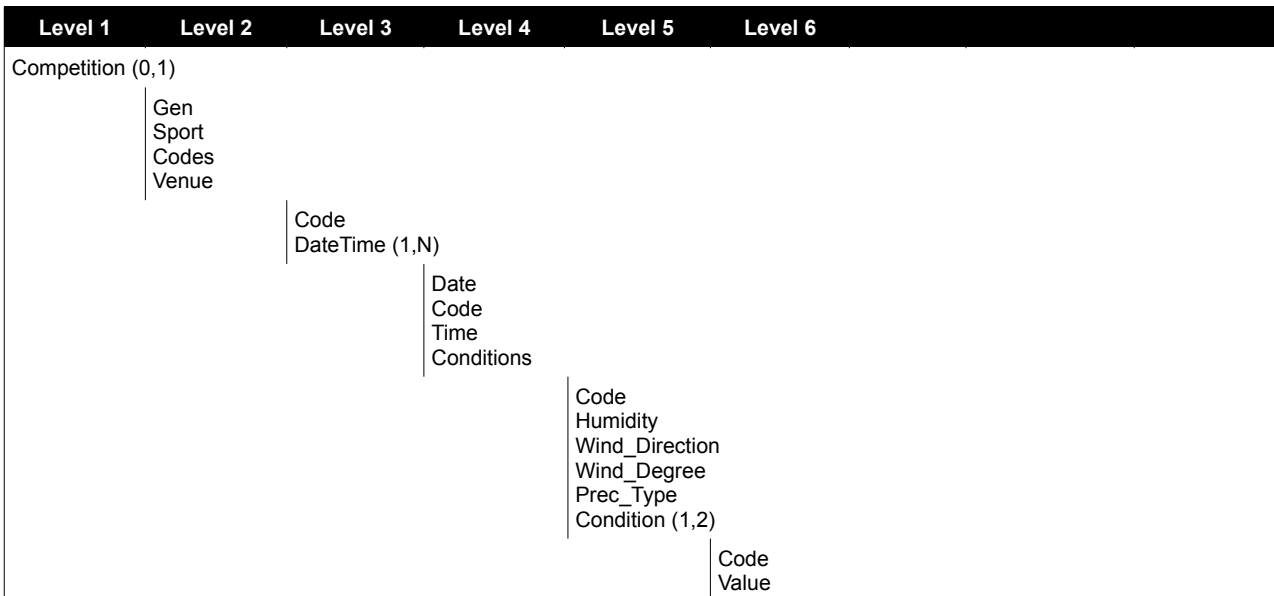 Level 1 Level 2 Level 3 Level 4 Level 5 Level 6
Competition (0,1)
Gen
Sport
Codes
Venue
Code
DateTime (1,N)
Date
Code
Time
Conditions
Code
Humidity
Wind_Direction
Wind_Degree
Prec_Type
Condition (1,2)
Code
Value